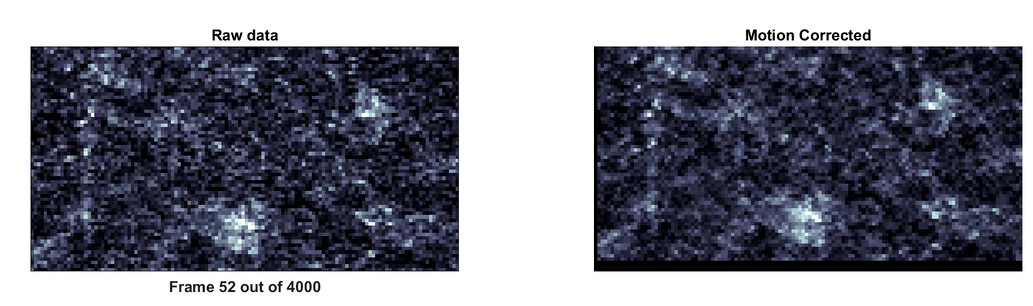 Raw data
Motion Corrected
Frame 52 out of 4000